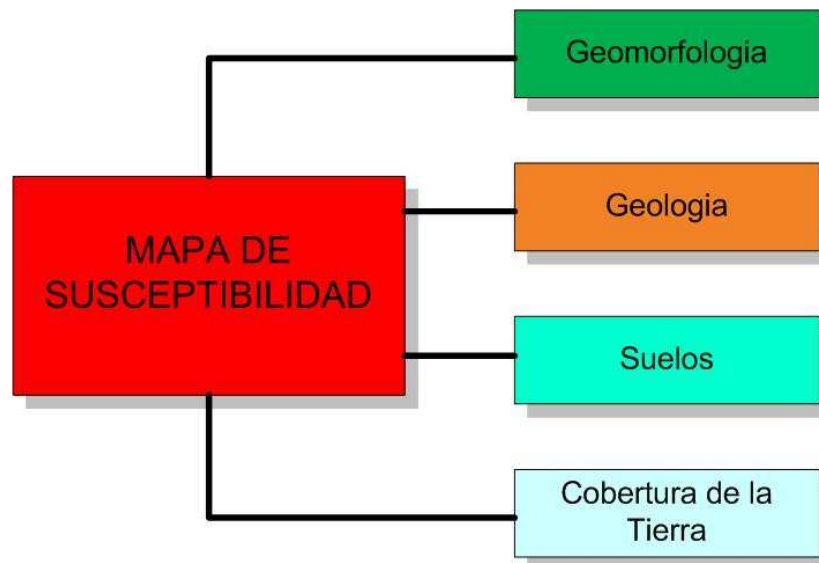 Geomorfologia
Geologia
MAPA DE
SUSCEPTIBILIDAD
Suelos
Cobertura de la
Tierra